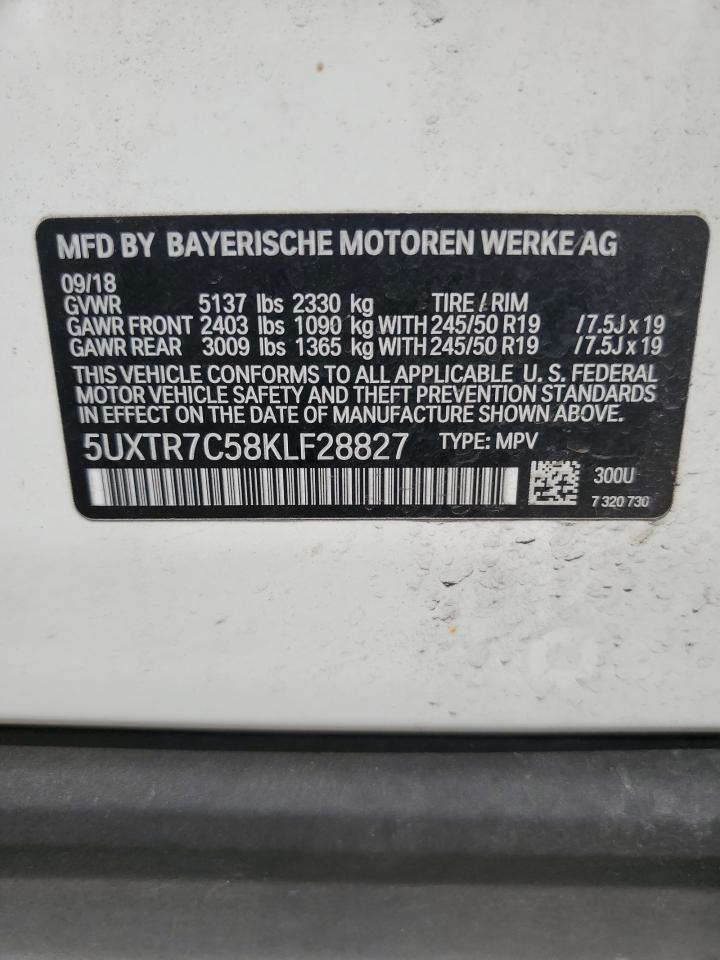 MFD BY BAYERISCHE MOTOREN WERKE AG
09/18
GVWR 5137 lbs 2330 kg TIRE / RIM
GAWR FRONT 2403 lbs 1090 kg WITH 245/50 R19 / 7.5J x 19
GAWR REAR 3009 lbs 1365 kg WITH 245/50 R19 / 7.5J x 19
THIS VEHICLE CONFORMS TO ALL APPLICABLE U. S. FEDERAL
MOTOR VEHICLE SAFETY AND THEFT PREVENTION STANDARDS
IN EFFECT ON THE DATE OF MANUFACTURE SHOWN ABOVE.
5UXTR7C58KLF28827 TYPE: MPV
300U
7 320 730